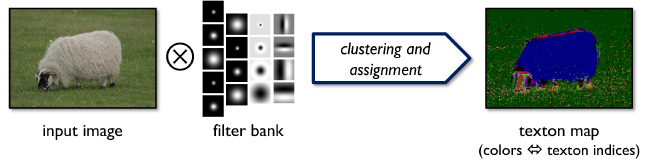 clustering and
assignment
input image
filter bank
texton map
(colors ⇔ texton indices)